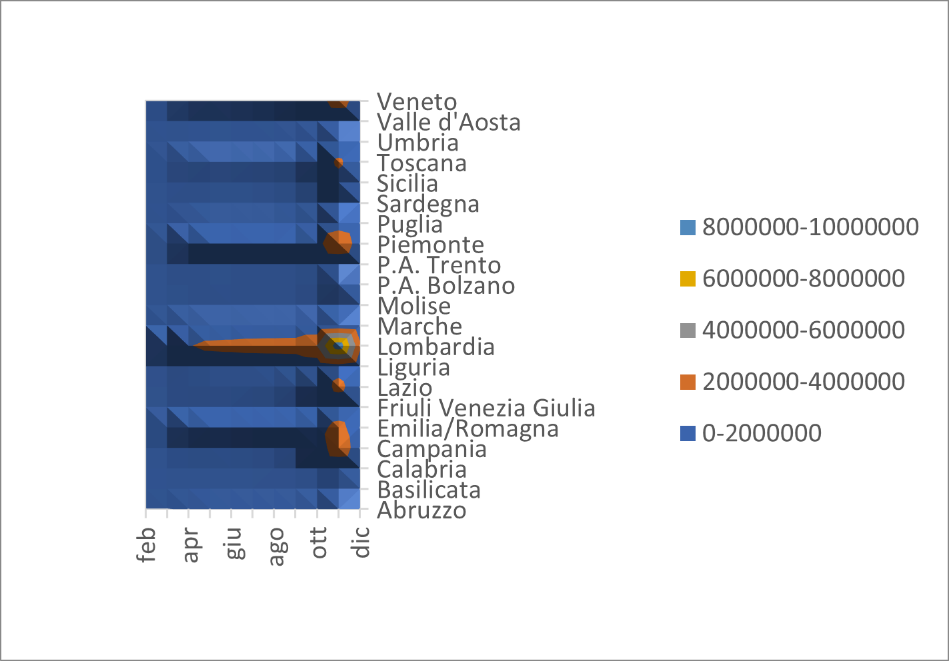 Veneto
Valle d'Aosta
Umbria
Toscana
Sicilia
Sardegna
Puglia
Piemonte
P.A. Trento
P.A. Bolzano
Molise
Marche
Lombardia
Liguria
Lazio
Friuli Venezia Giulia
Emilia/Romagna
Campania
Calabria
Basilicata
Abruzzo
feb
apr
giu
ago
ott
dic
8000000-10000000
6000000-8000000
4000000-6000000
2000000-4000000
0-2000000